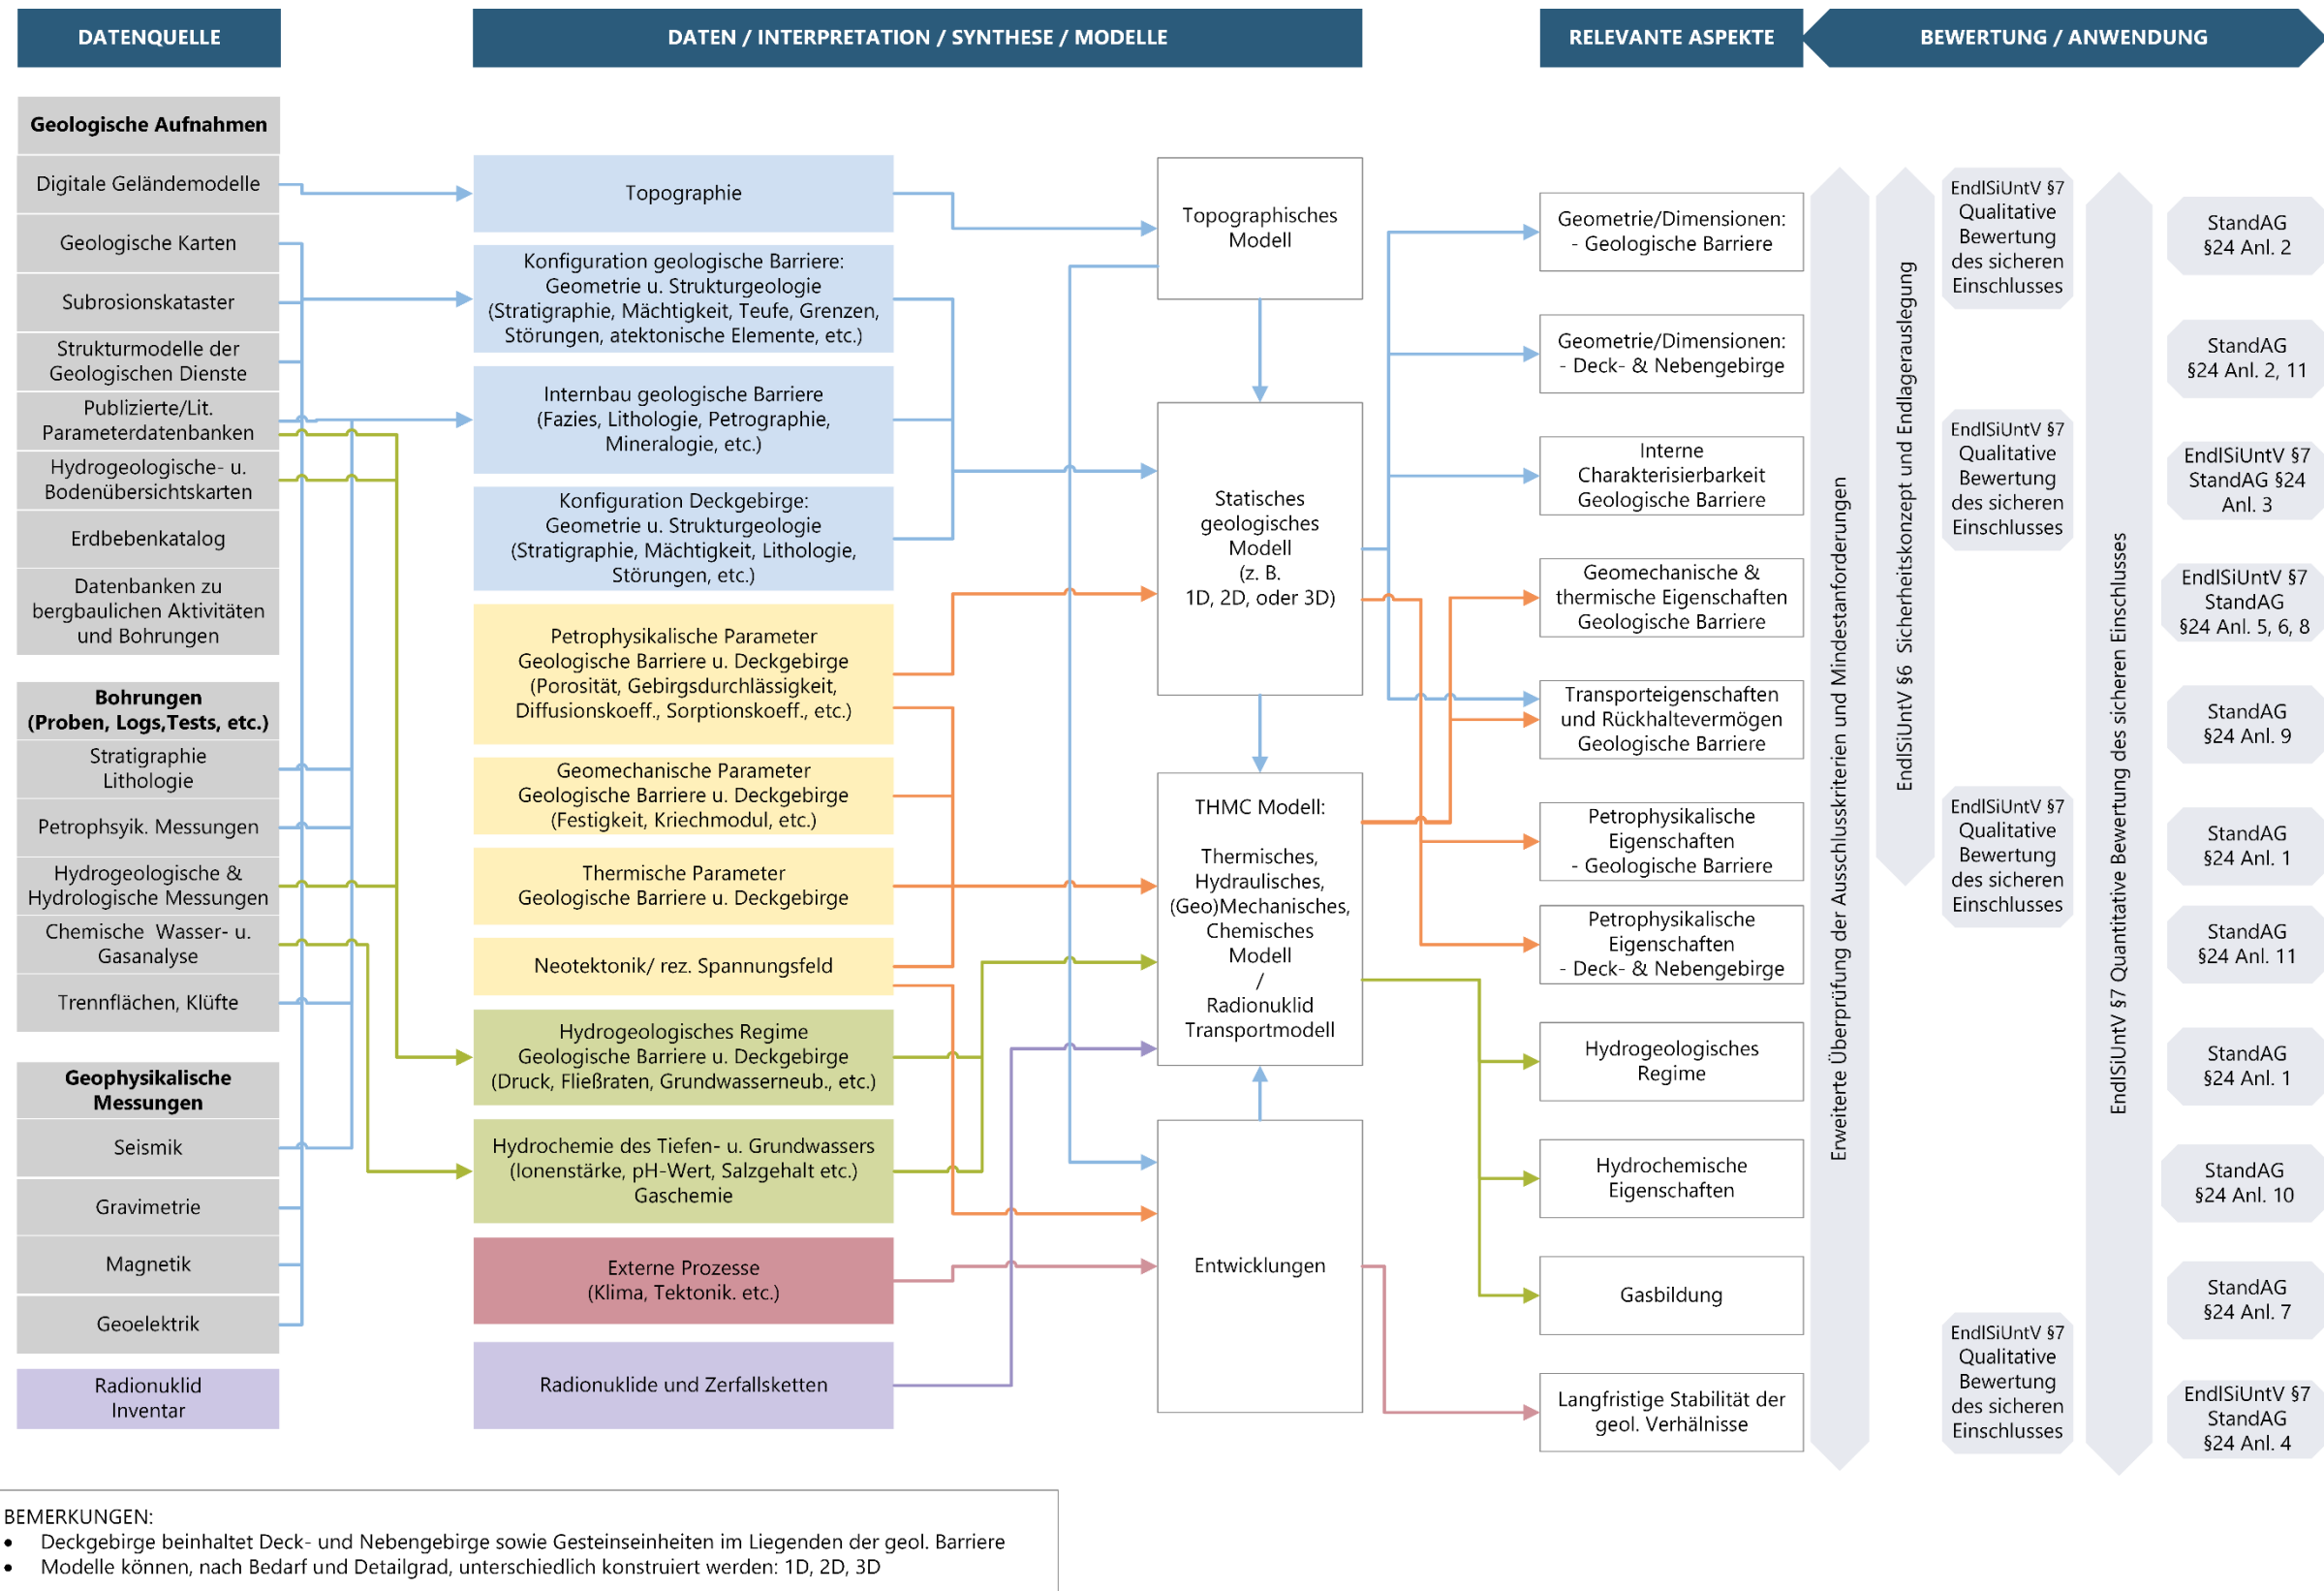 DATENQUELLE
DATEN / INTERPRETATION / SYNTHESE / MODELLE
RELEVANTE ASPEKTE
BEWERTUNG / ANWENDUNG
Geologische Aufnahmen
Digitale Geländemodelle
Geologische Karten
Subrosionskataster
Strukturmodelle der
Geologischen Dienste
Publizierte/Lit.
Parameterdatenbanken
Hydrogeologische- u.
Bodenübersichtskarten
Erdbebenkatalog
Datenbanken zu
bergbaulichen Aktivitäten
und Bohrungen
Bohrungen
(Proben, Logs,Tests, etc.)
Stratigraphie
Lithologie
Petrophsyik. Messungen
Hydrogeologische &
Hydrologische Messungen
Chemische Wasser- u.
Gasanalyse
Trennflächen, Klüfte
Geophysikalische
Messungen
Seismik
Gravimetrie
Magnetik
Geoelektrik
Radionuklid
Inventar
Topographie
Konfiguration geologische Barriere:
Geometrie u. Strukturgeologie
(Stratigraphie, Mächtigkeit, Teufe, Grenzen,
Störungen, atektonische Elemente, etc.)
Internbau geologische Barriere
(Fazies, Lithologie, Petrographie,
Mineralogie, etc.)
Konfiguration Deckgebirge:
Geometrie u. Strukturgeologie
(Stratigraphie, Mächtigkeit, Lithologie,
Störungen, etc.)
Petrophysikalische Parameter
Geologische Barriere u. Deckgebirge
(Porosität, Gebirgsdurchlässigkeit,
Diffusionskoeff., Sorptionskoeff., etc.)
Geomechanische Parameter
Geologische Barriere u. Deckgebirge
(Festigkeit, Kriechmodul, etc.)
Thermische Parameter
Geologische Barriere u. Deckgebirge
Neotektonik/ rez. Spannungsfeld
Hydrogeologisches Regime
Geologische Barriere u. Deckgebirge
(Druck, Fließraten, Grundwasserneub., etc.)
Hydrochemie des Tiefen- u. Grundwassers
(Ionenstärke, pH-Wert, Salzgehalt etc.)
Gaschemie
Externe Prozesse
(Klima, Tektonik. etc.)
Radionuklide und Zerfallsketten
Topographisches
Modell
Statisches
geologisches
Modell
(z. B.
1D, 2D, oder 3D)
THMC Modell:
Thermisches,
Hydraulisches,
(Geo)Mechanisches,
Chemisches
Modell
/
Radionuklid
Transportmodell
Entwicklungen
Geometrie/Dimensionen:
- Geologische Barriere
Geometrie/Dimensionen:
- Deck- & Nebengebirge
Interne
Charakterisierbarkeit
Geologische Barriere
Geomechanische &
thermische Eigenschaften
Geologische Barriere
Transporteigenschaften
und Rückhaltevermögen
Geologische Barriere
Petrophysikalische
Eigenschaften
- Geologische Barriere
Petrophysikalische
Eigenschaften
- Deck- & Nebengebirge
Hydrogeologisches
Regime
Hydrochemische
Eigenschaften
Gasbildung
Langfristige Stabilität der
geol. Verhälnisse
Erweiterte Überprüfung der Ausschlusskriterien und Mindestanforderungen
EndlSiUntV §6 Sicherheitskonzept und Endlagerauslegung
EndlSiUntV §7
Qualitative
Bewertung
des sicheren
Einschlusses
EndlSiUntV §7
Qualitative
Bewertung
des sicheren
Einschlusses
EndlSiUntV §7
Qualitative
Bewertung
des sicheren
Einschlusses
EndlSiUntV §7
Qualitative
Bewertung
des sicheren
Einschlusses
EndlSiUntV §7 Quantitative Bewertung des sicheren Einschlusses
StandAG
§24 Anl. 2
StandAG
§24 Anl. 2, 11
EndlSiUntV §7
StandAG §24
Anl. 3
EndlSiUntV §7
StandAG
§24 Anl. 5, 6, 8
StandAG
§24 Anl. 9
StandAG
§24 Anl. 1
StandAG
§24 Anl. 11
StandAG
§24 Anl. 1
StandAG
§24 Anl. 10
StandAG
§24 Anl. 7
EndlSiUntV §7
StandAG
§24 Anl. 4
BEMERKUNGEN:
• Deckgebirge beinhaltet Deck- und Nebengebirge sowie Gesteinseinheiten im Liegenden der geol. Barriere
• Modelle können, nach Bedarf und Detailgrad, unterschiedlich konstruiert werden: 1D, 2D, 3D